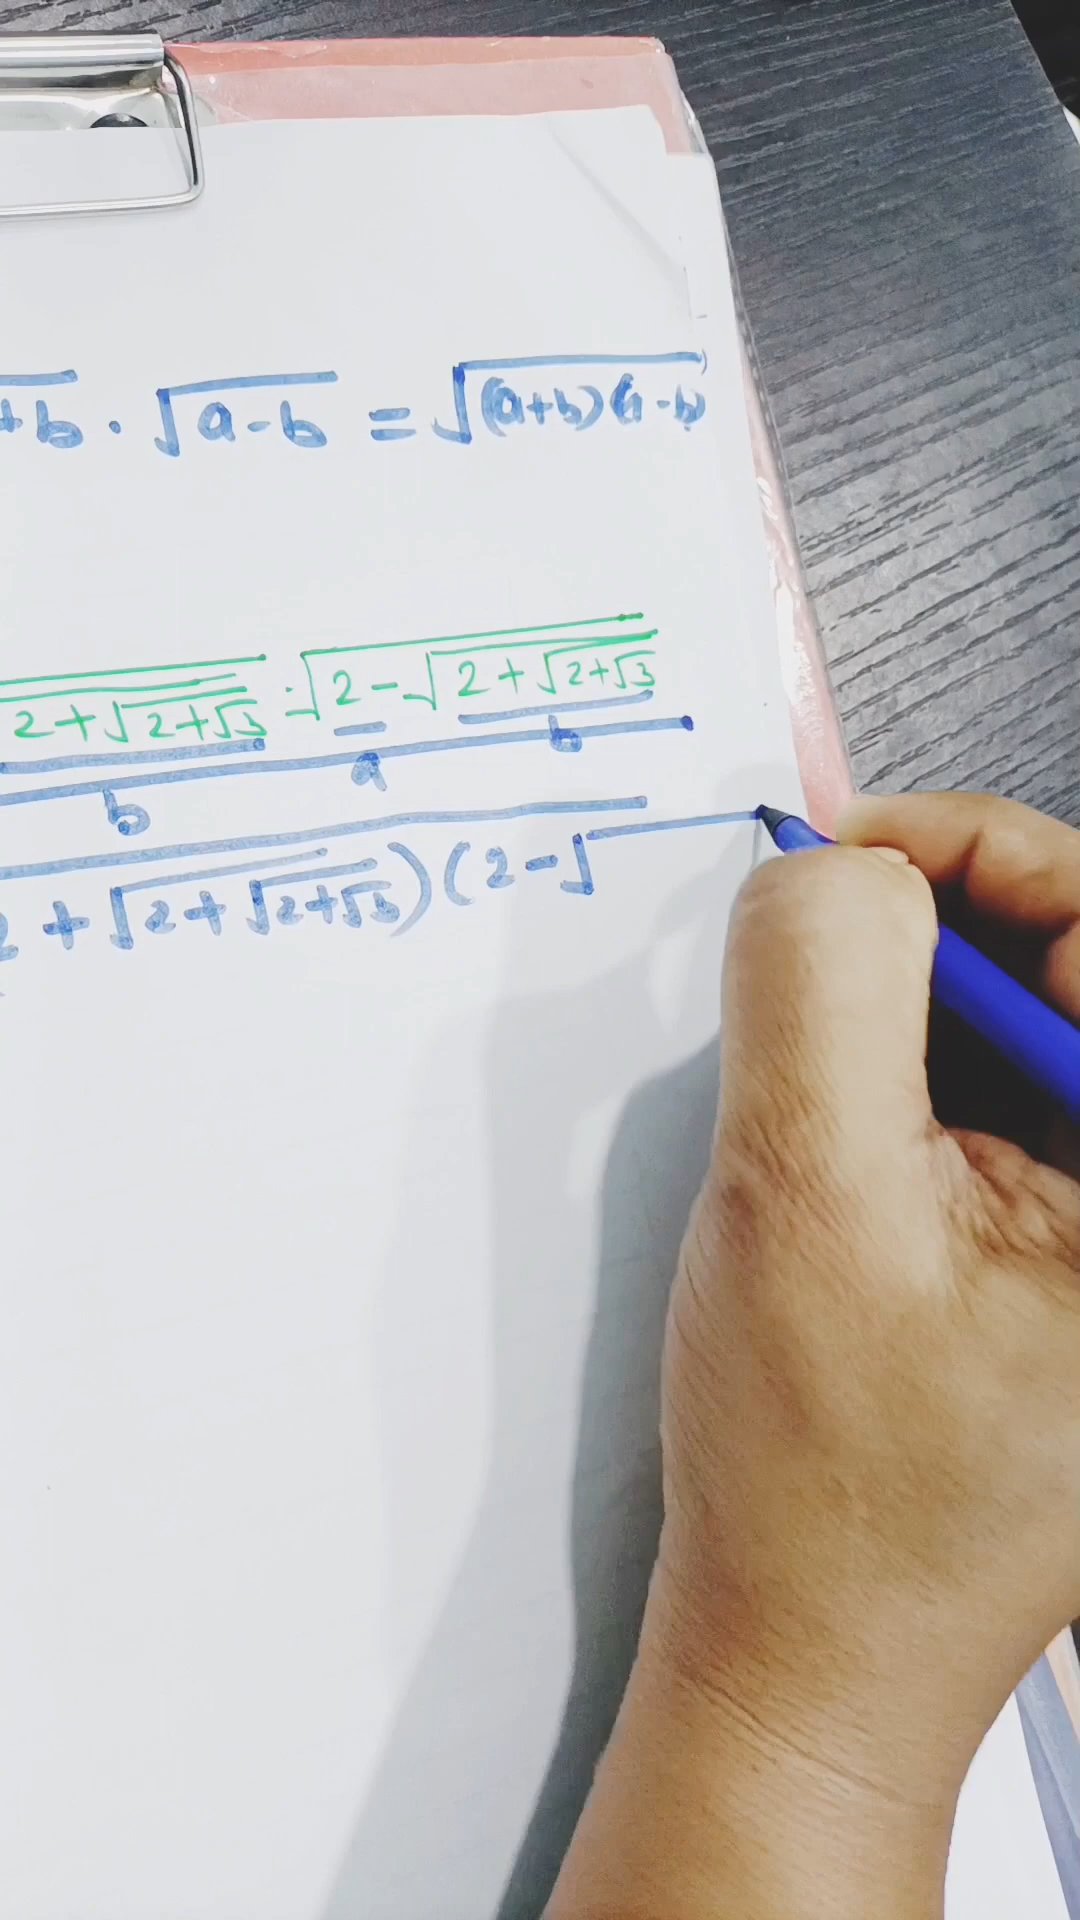 +b · √(a-b) = √((a+b)(a-b))
√(2+√(2+√3)) · √(2-√(2+√(2+√3)))
b a b
2 + √(2+√(2+√3))) (2-√